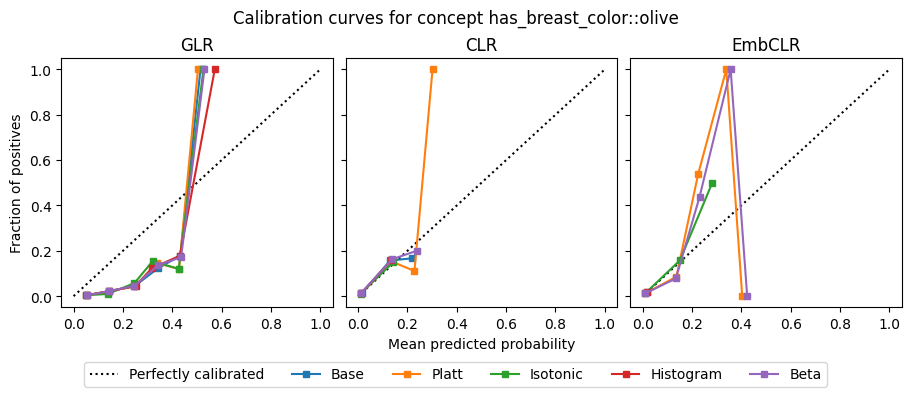 Calibration curves for concept has_breast_color::olive
GLR
CLR
EmbCLR
Fraction of positives
1.0
0.8
0.6
0.4
0.2
0.0
0.0 0.2 0.4 0.6 0.8 1.0
0.0 0.2 0.4 0.6 0.8 1.0
0.0 0.2 0.4 0.6 0.8 1.0
Mean predicted probability
Perfectly calibrated Base Platt Isotonic Histogram Beta